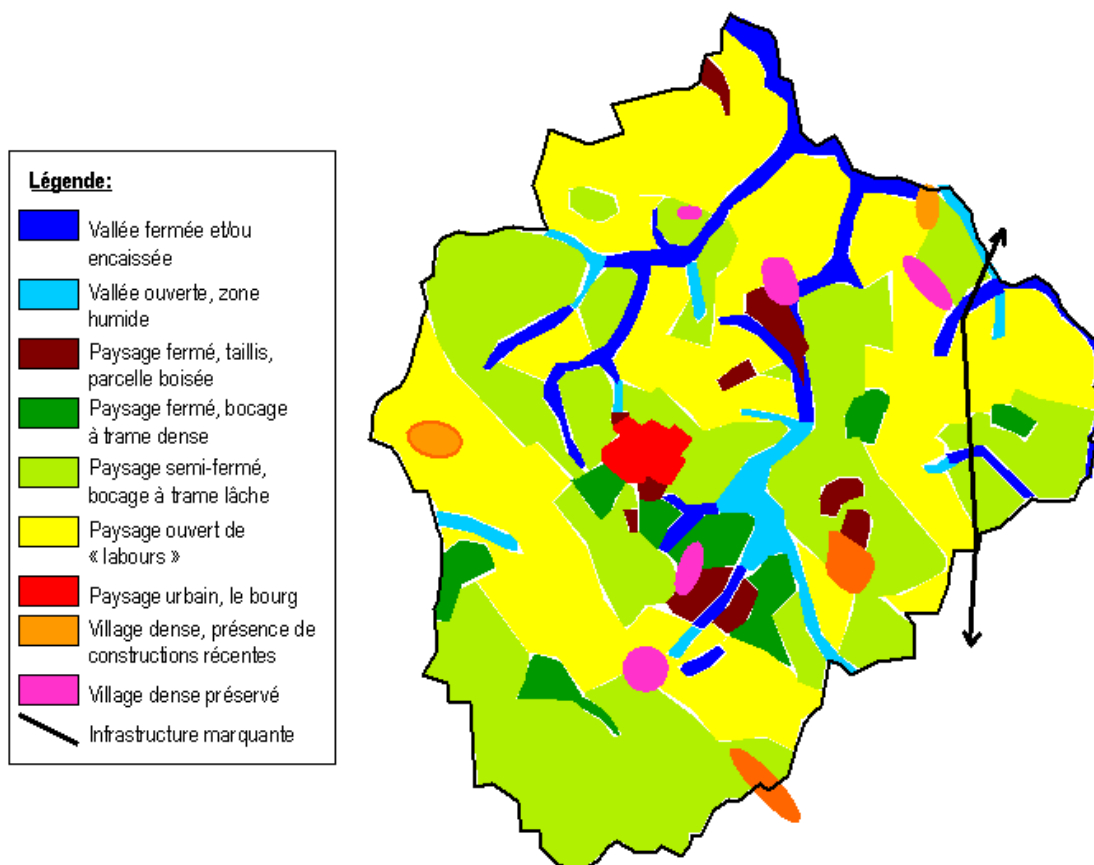 Légende:
Vallée fermée et/ou
encaissée
Vallée ouverte, zone
humide
Paysage fermé, taillis,
parcelle boisée
Paysage fermé, bocage
à trame dense
Paysage semi-fermé,
bocage à trame lâche
Paysage ouvert de
« labours »
Paysage urbain, le bourg
Village dense, présence de
constructions récentes
Village dense préservé
Infrastructure marquante